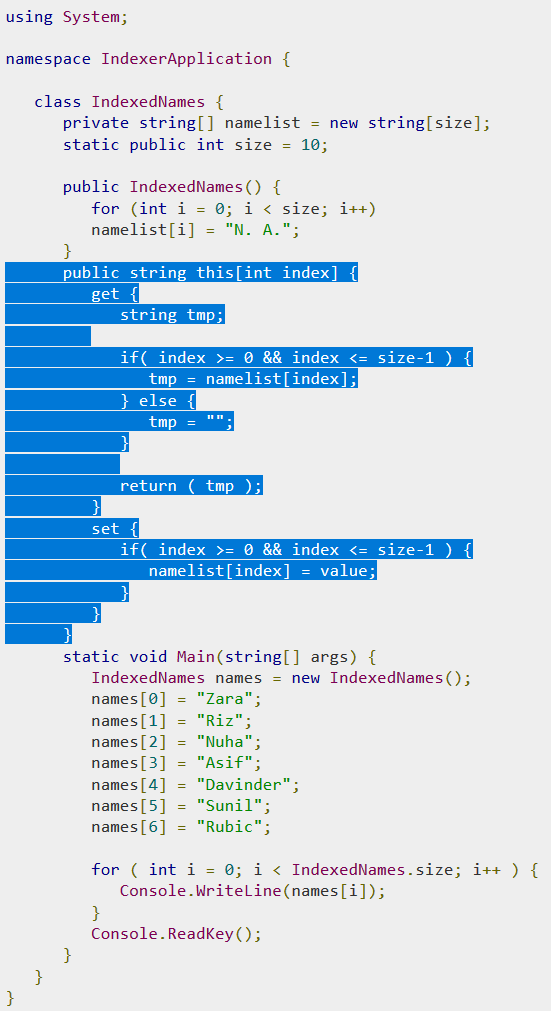 using System;
namespace IndexerApplication {
class IndexedNames {
private string[] namelist = new string[size];
static public int size = 10;
public IndexedNames() {
for (int i = 0; i < size; i++)
namelist[i] = "N. A.";
}
public string this[int index] {
get {
string tmp;
if( index >= 0 && index <= size-1 ) {
tmp = namelist[index];
} else {
tmp = "";
}
return ( tmp );
}
set {
if( index >= 0 && index <= size-1 ) {
namelist[index] = value;
}
}
}
static void Main(string[] args) {
IndexedNames names = new IndexedNames();
names[0] = "Zara";
names[1] = "Riz";
names[2] = "Nuha";
names[3] = "Asif";
names[4] = "Davinder";
names[5] = "Sunil";
names[6] = "Rubic";
for ( int i = 0; i < IndexedNames.size; i++ ) {
Console.WriteLine(names[i]);
}
Console.ReadKey();
}
}
}